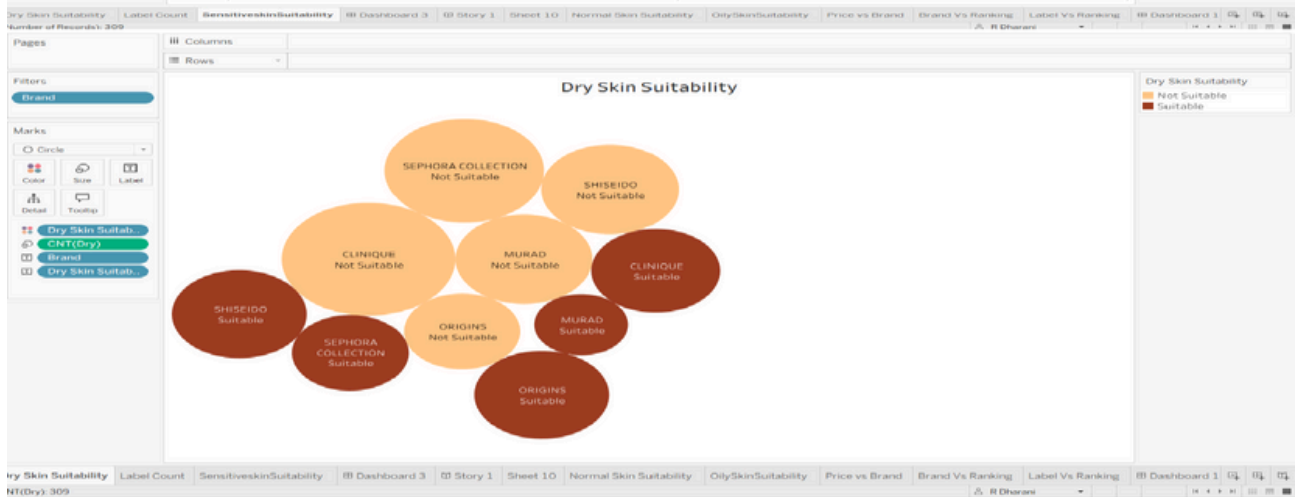 Dry Skin Suitability Label Count SensitiveskinSuitability Dashboard 3 Story 1 Sheet 10 Normal Skin Suitability OilySkinSuitability Price vs Brand Brand Vs Ranking Label Vs Ranking Dashboard 1
Number of Records): 309 R Dharani
Pages
Columns
Rows
Filters
Brand
Marks
Circle
Color Size Label
Detail Tooltip
Dry Skin Suitab..
CNT(Dry)
Brand
Dry Skin Suitab..
Dry Skin Suitability
SEPHORA COLLECTION
Not Suitable
SHISEIDO
Not Suitable
CLINIQUE
Not Suitable
MURAD
Not Suitable
CLINIQUE
Suitable
SHISEIDO
Suitable
SEPHORA
COLLECTION
Suitable
ORIGINS
Not Suitable
MURAD
Suitable
ORIGINS
Suitable
Dry Skin Suitability
Not Suitable
Suitable
ry Skin Suitability Label Count SensitiveskinSuitability Dashboard 3 Story 1 Sheet 10 Normal Skin Suitability OilySkinSuitability Price vs Brand Brand Vs Ranking Label Vs Ranking Dashboard 1
NT(Dry): 309 R Dharani